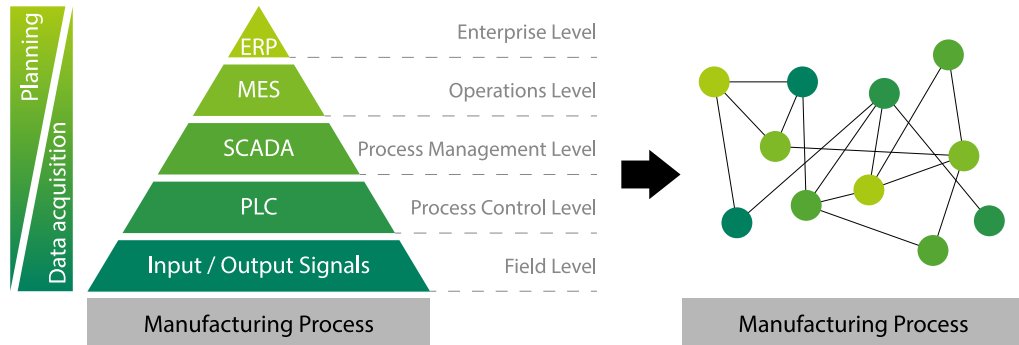 Planning
Data acquisition
ERP
Enterprise Level
MES
Operations Level
SCADA
Process Management Level
PLC
Process Control Level
Input / Output Signals
Field Level
Manufacturing Process
Manufacturing Process